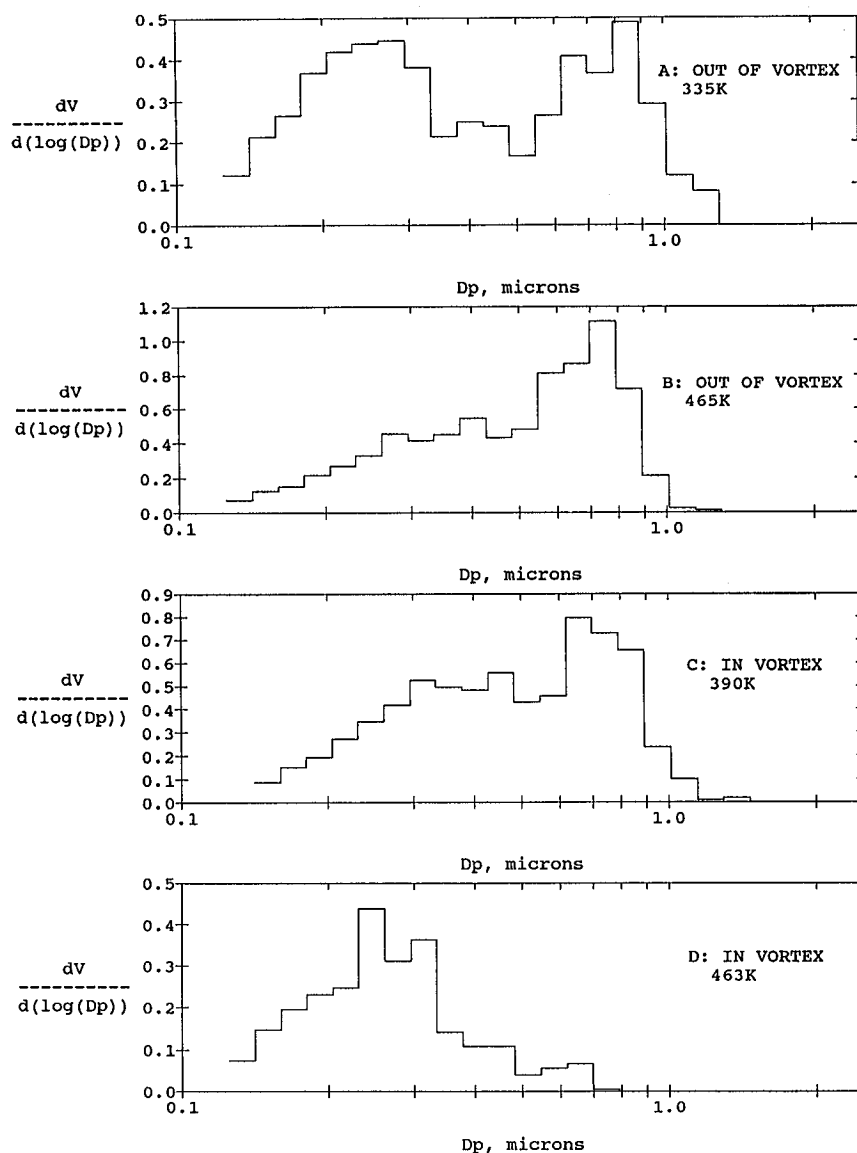 0.5
0.4
0.3
0.2
0.1
0.0
dV
d(log(Dp))
A: OUT OF VORTEX
335K
0.1
1.0
Dp, microns
1.2
1.0
0.8
0.6
0.4
0.2
0.0
dV
d(log(Dp))
B: OUT OF VORTEX
465K
0.1
1.0
Dp, microns
0.9
0.8
0.7
0.6
0.5
0.4
0.3
0.2
0.1
0.0
dV
d(log(Dp))
C: IN VORTEX
390K
0.1
1.0
Dp, microns
0.5
0.4
0.3
0.2
0.1
0.0
dV
d(log(Dp))
D: IN VORTEX
463K
0.1
1.0
Dp, microns